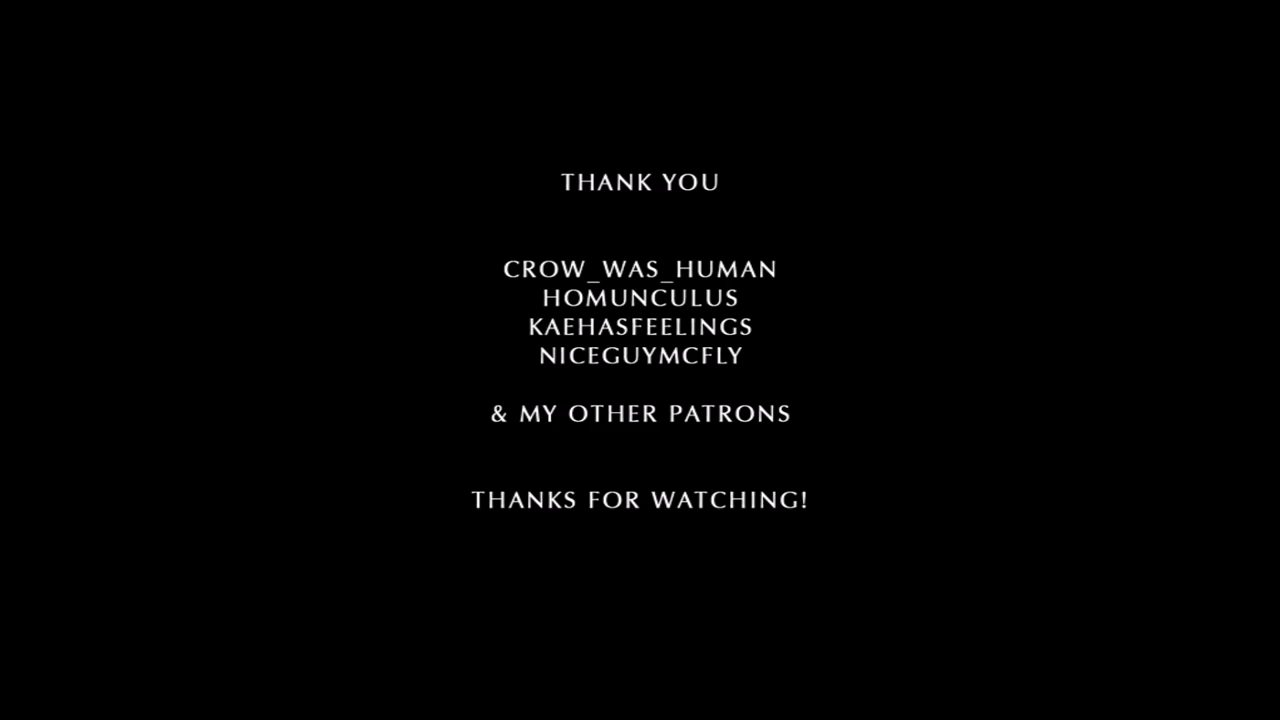 THANK YOU
CROW_WAS_HUMAN
HOMUNCULUS
KAEHASFEELINGS
NICEGUYMCFLY
& MY OTHER PATRONS
THANKS FOR WATCHING!